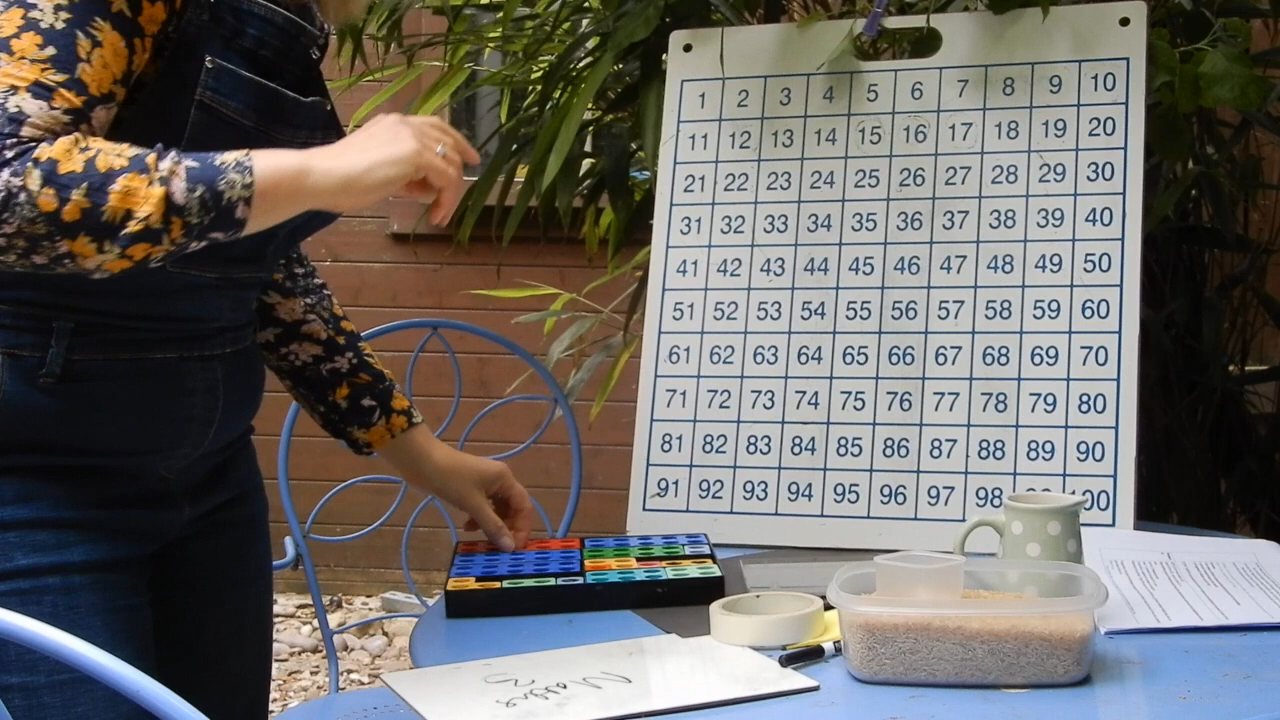 1 2 3 4 5 6 7 8 9 10
11 12 13 14 15 16 17 18 19 20
21 22 23 24 25 26 27 28 29 30
31 32 33 34 35 36 37 38 39 40
41 42 43 44 45 46 47 48 49 50
51 52 53 54 55 56 57 58 59 60
61 62 63 64 65 66 67 68 69 70
71 72 73 74 75 76 77 78 79 80
81 82 83 84 85 86 87 88 89 90
91 92 93 94 95 96 97 98 99 100
Maths